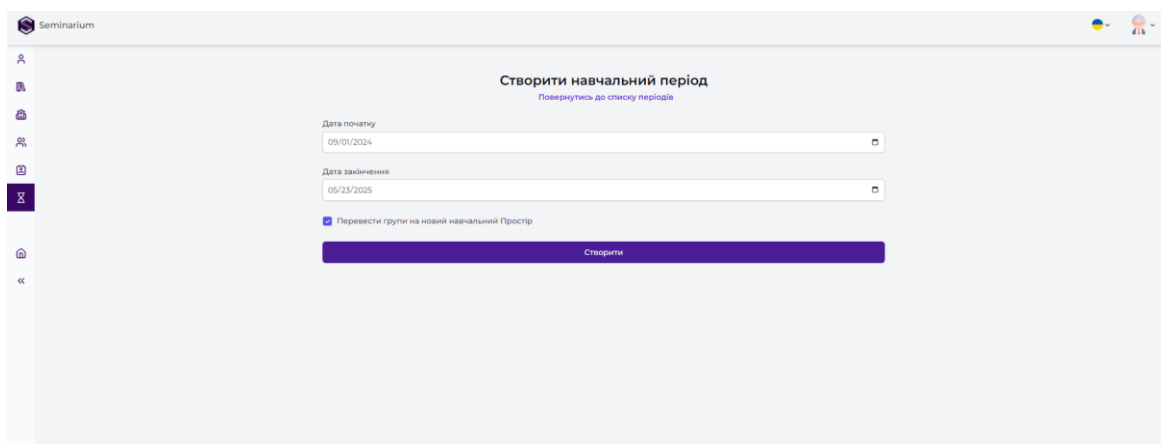 Seminarium
Створити навчальний період
Повернутись до списку періодів
Дата початку
09/01/2024
Дата закінчення
05/23/2025
Перевести групи на новий навчальний Простір
Створити